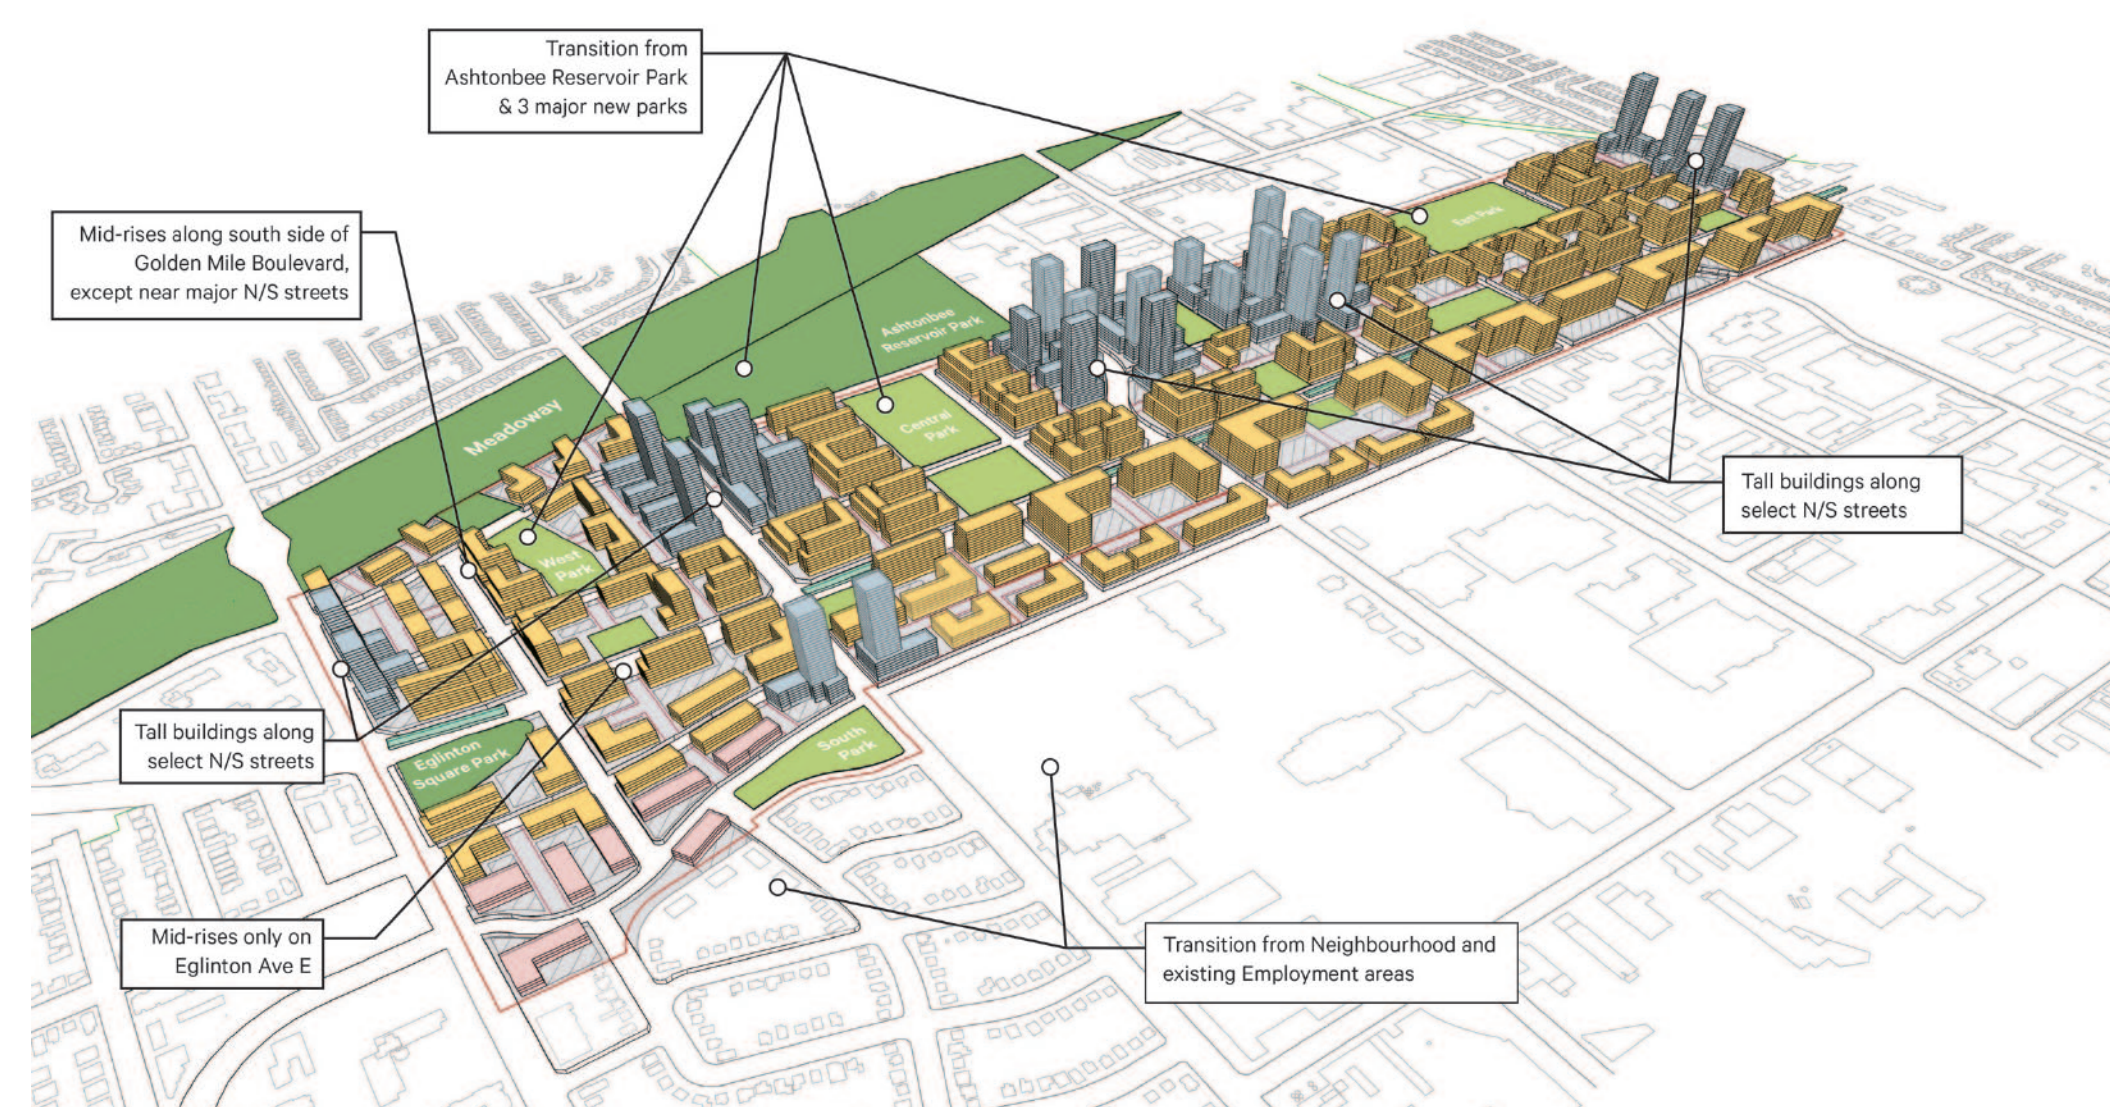 Transition from
Ashtonbee Reservoir Park
& 3 major new parks
Mid-rises along south side of
Golden Mile Boulevard,
except near major N/S streets
East Park
Ashtonbee
Reservoir Park
Meadoway
Central
Park
West
Park
Tall buildings along
select N/S streets
Tall buildings along
select N/S streets
Eglinton
Square Park
South
Park
Mid-rises only on
Eglinton Ave E
Transition from Neighbourhood and
existing Employment areas